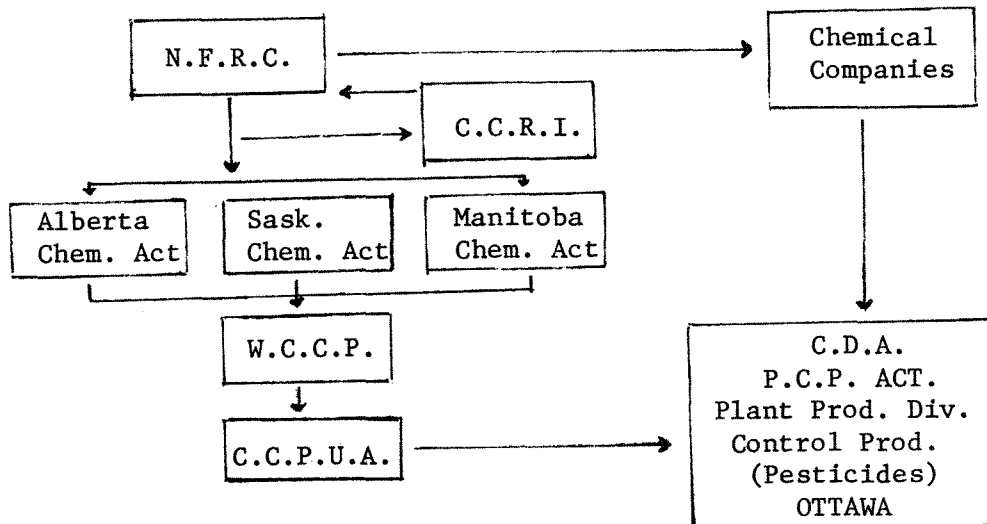 N.F.R.C.
Chemical
Companies
C.C.R.I.
Alberta
Chem. Act
Sask.
Chem. Act
Manitoba
Chem. Act
W.C.C.P.
C.C.P.U.A.
C.D.A.
P.C.P. ACT.
Plant Prod. Div.
Control Prod.
(Pesticides)
OTTAWA